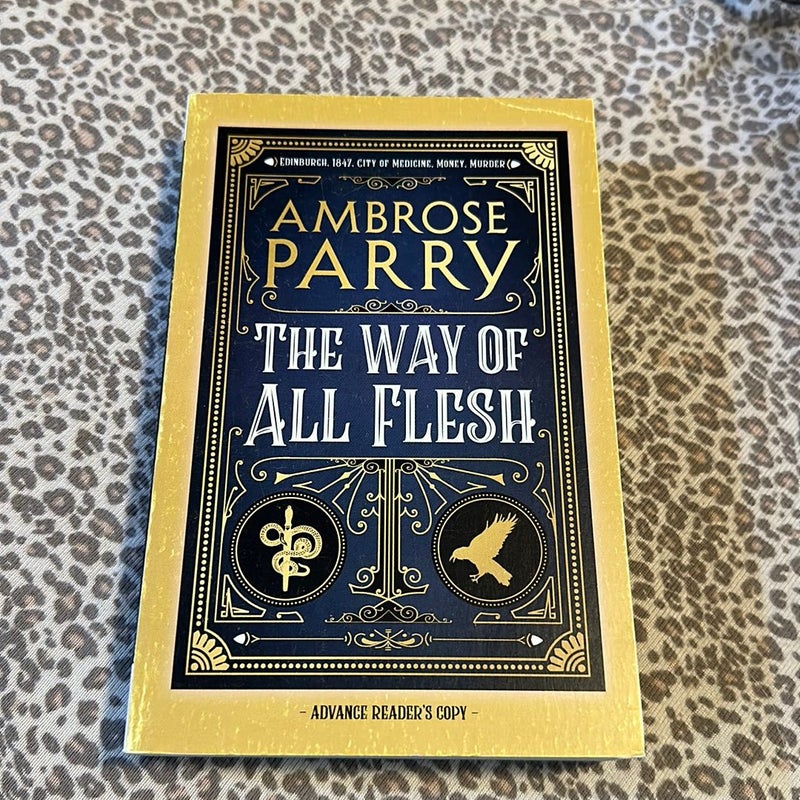 Edinburgh, 1847. City of Medicine, Money, Murder
AMBROSE
PARRY
THE WAY OF
ALL FLESH
- ADVANCE READER'S COPY -